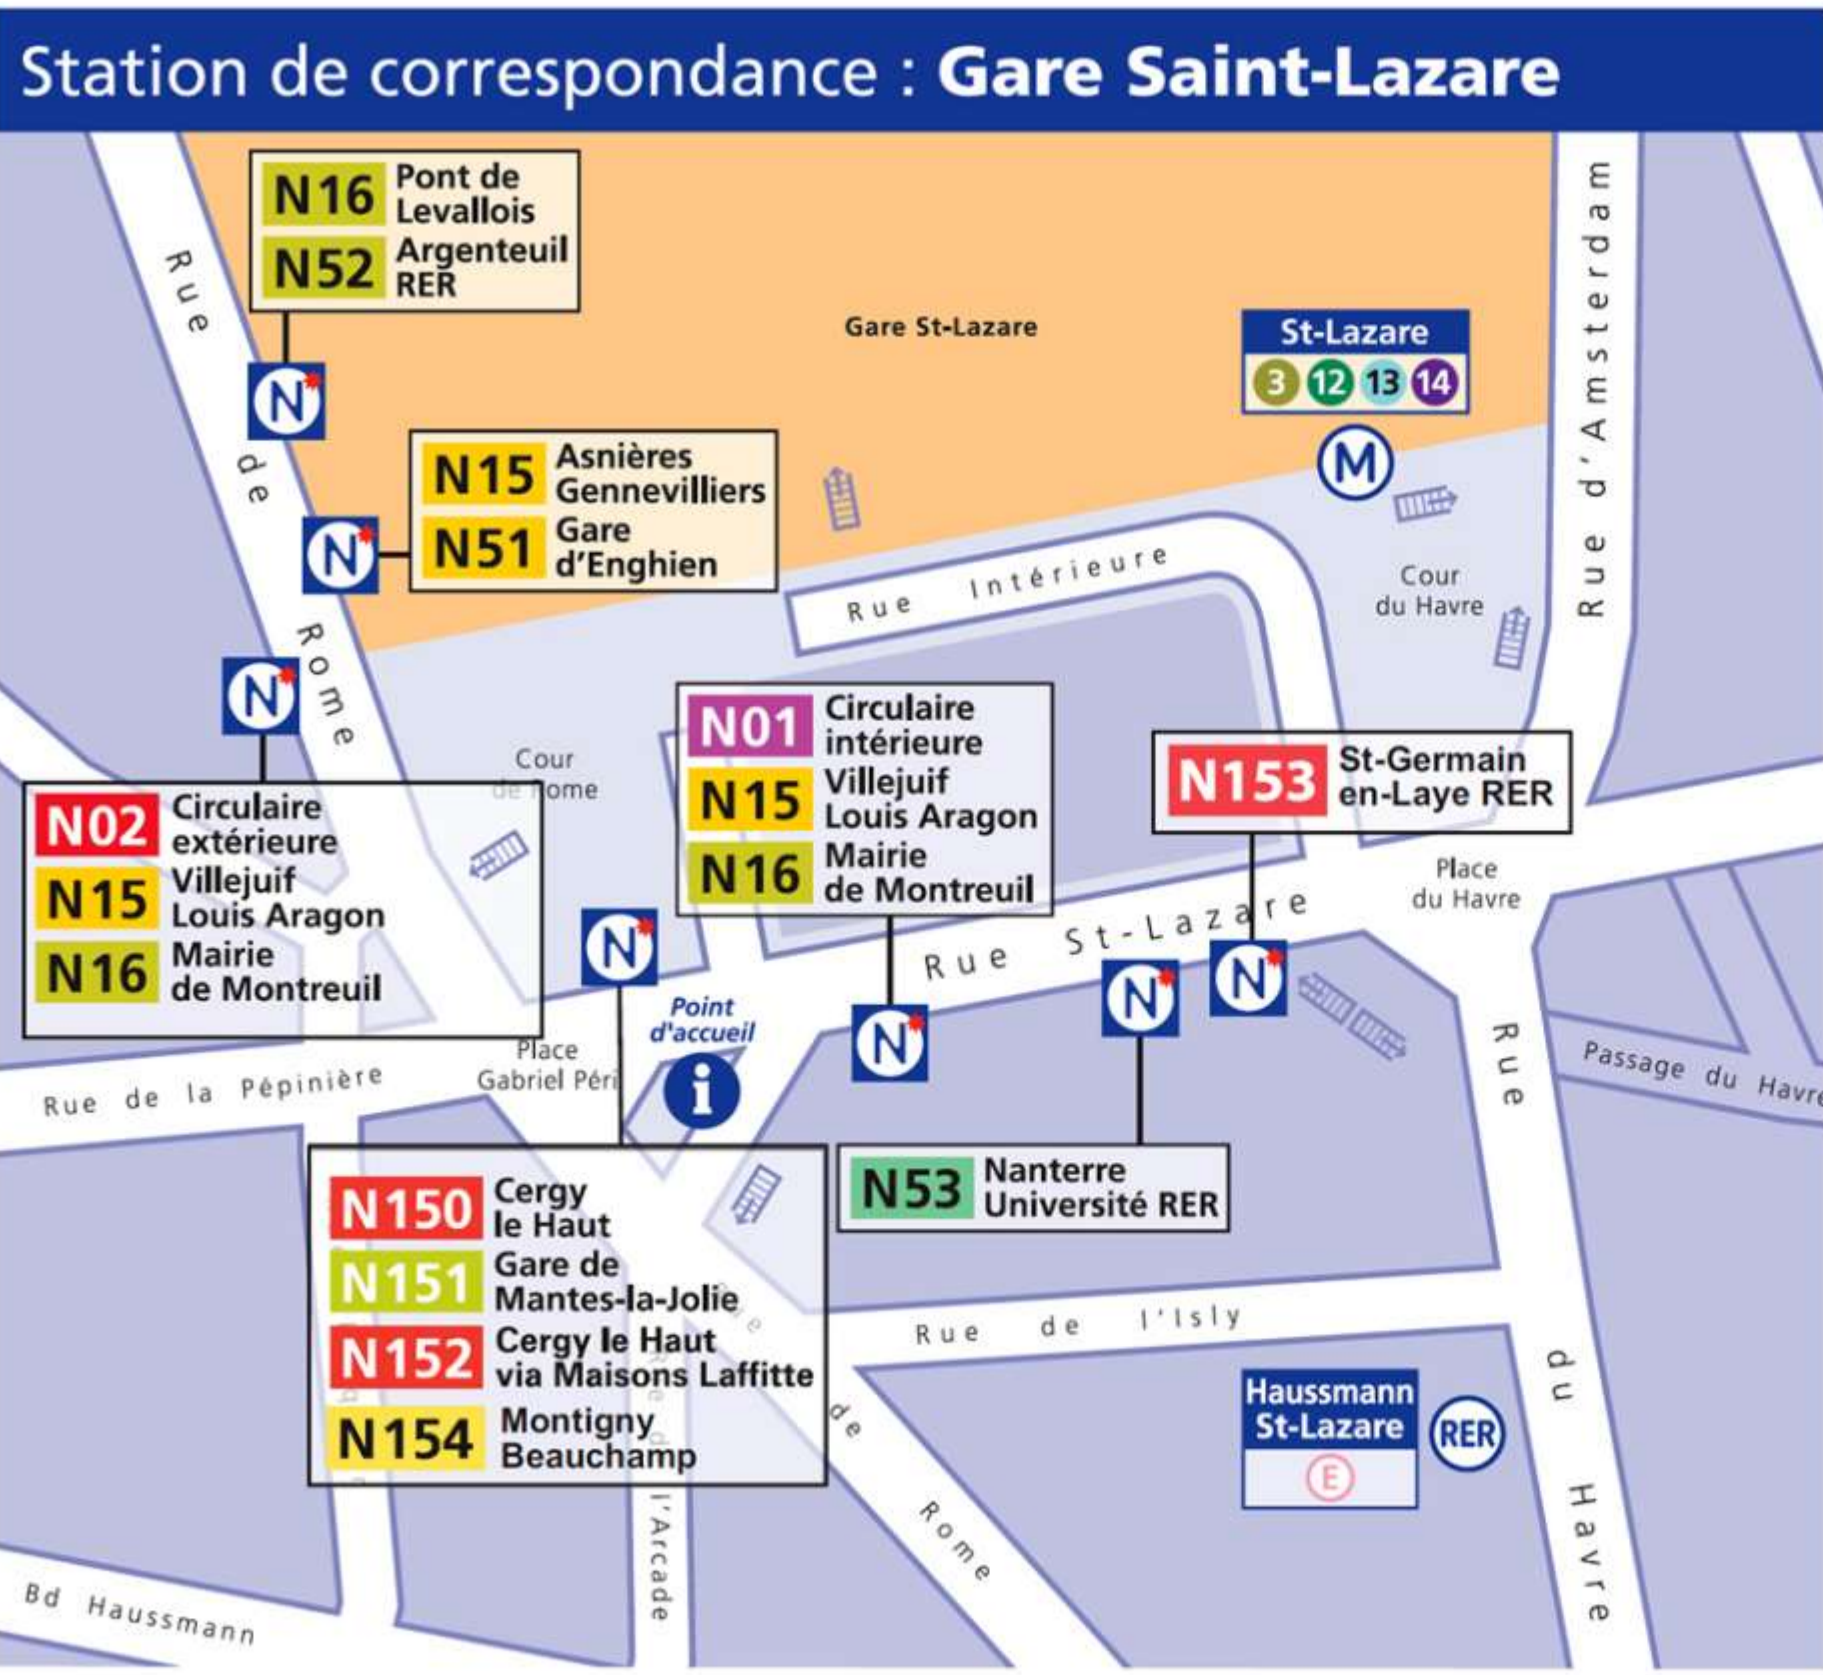 Station de correspondance : Gare Saint-Lazare
N16 Pont de
Levallois
N52 Argenteuil
RER
Rue de Rome
Gare St-Lazare
St-Lazare
3 12 13 14
M
Rue d'Amsterdam
N
N15 Asnières
Gennevilliers
N51 Gare
d'Enghien
N
Rue Intérieure
Cour
du Havre
N
Cour
de Rome
N01 Circulaire
intérieure
N15 Villejuif
Louis Aragon
N16 Mairie
de Montreuil
N153 St-Germain
en-Laye RER
N02 Circulaire
extérieure
N15 Villejuif
Louis Aragon
N16 Mairie
de Montreuil
Place
du Havre
Rue St-Lazare
N
N
N
N
Point
d'accueil
i
Place
Gabriel Péri
Rue de la Pépinière
Rue du Havre
Passage du Havre
N150 Cergy
le Haut
N151 Gare de
Mantes-la-Jolie
N152 Cergy le Haut
via Maisons Laffitte
N154 Montigny
Beauchamp
N53 Nanterre
Université RER
Rue de l'Isly
Rue de Rome
Haussmann
St-Lazare
E
RER
l'Arcade
Bd Haussmann